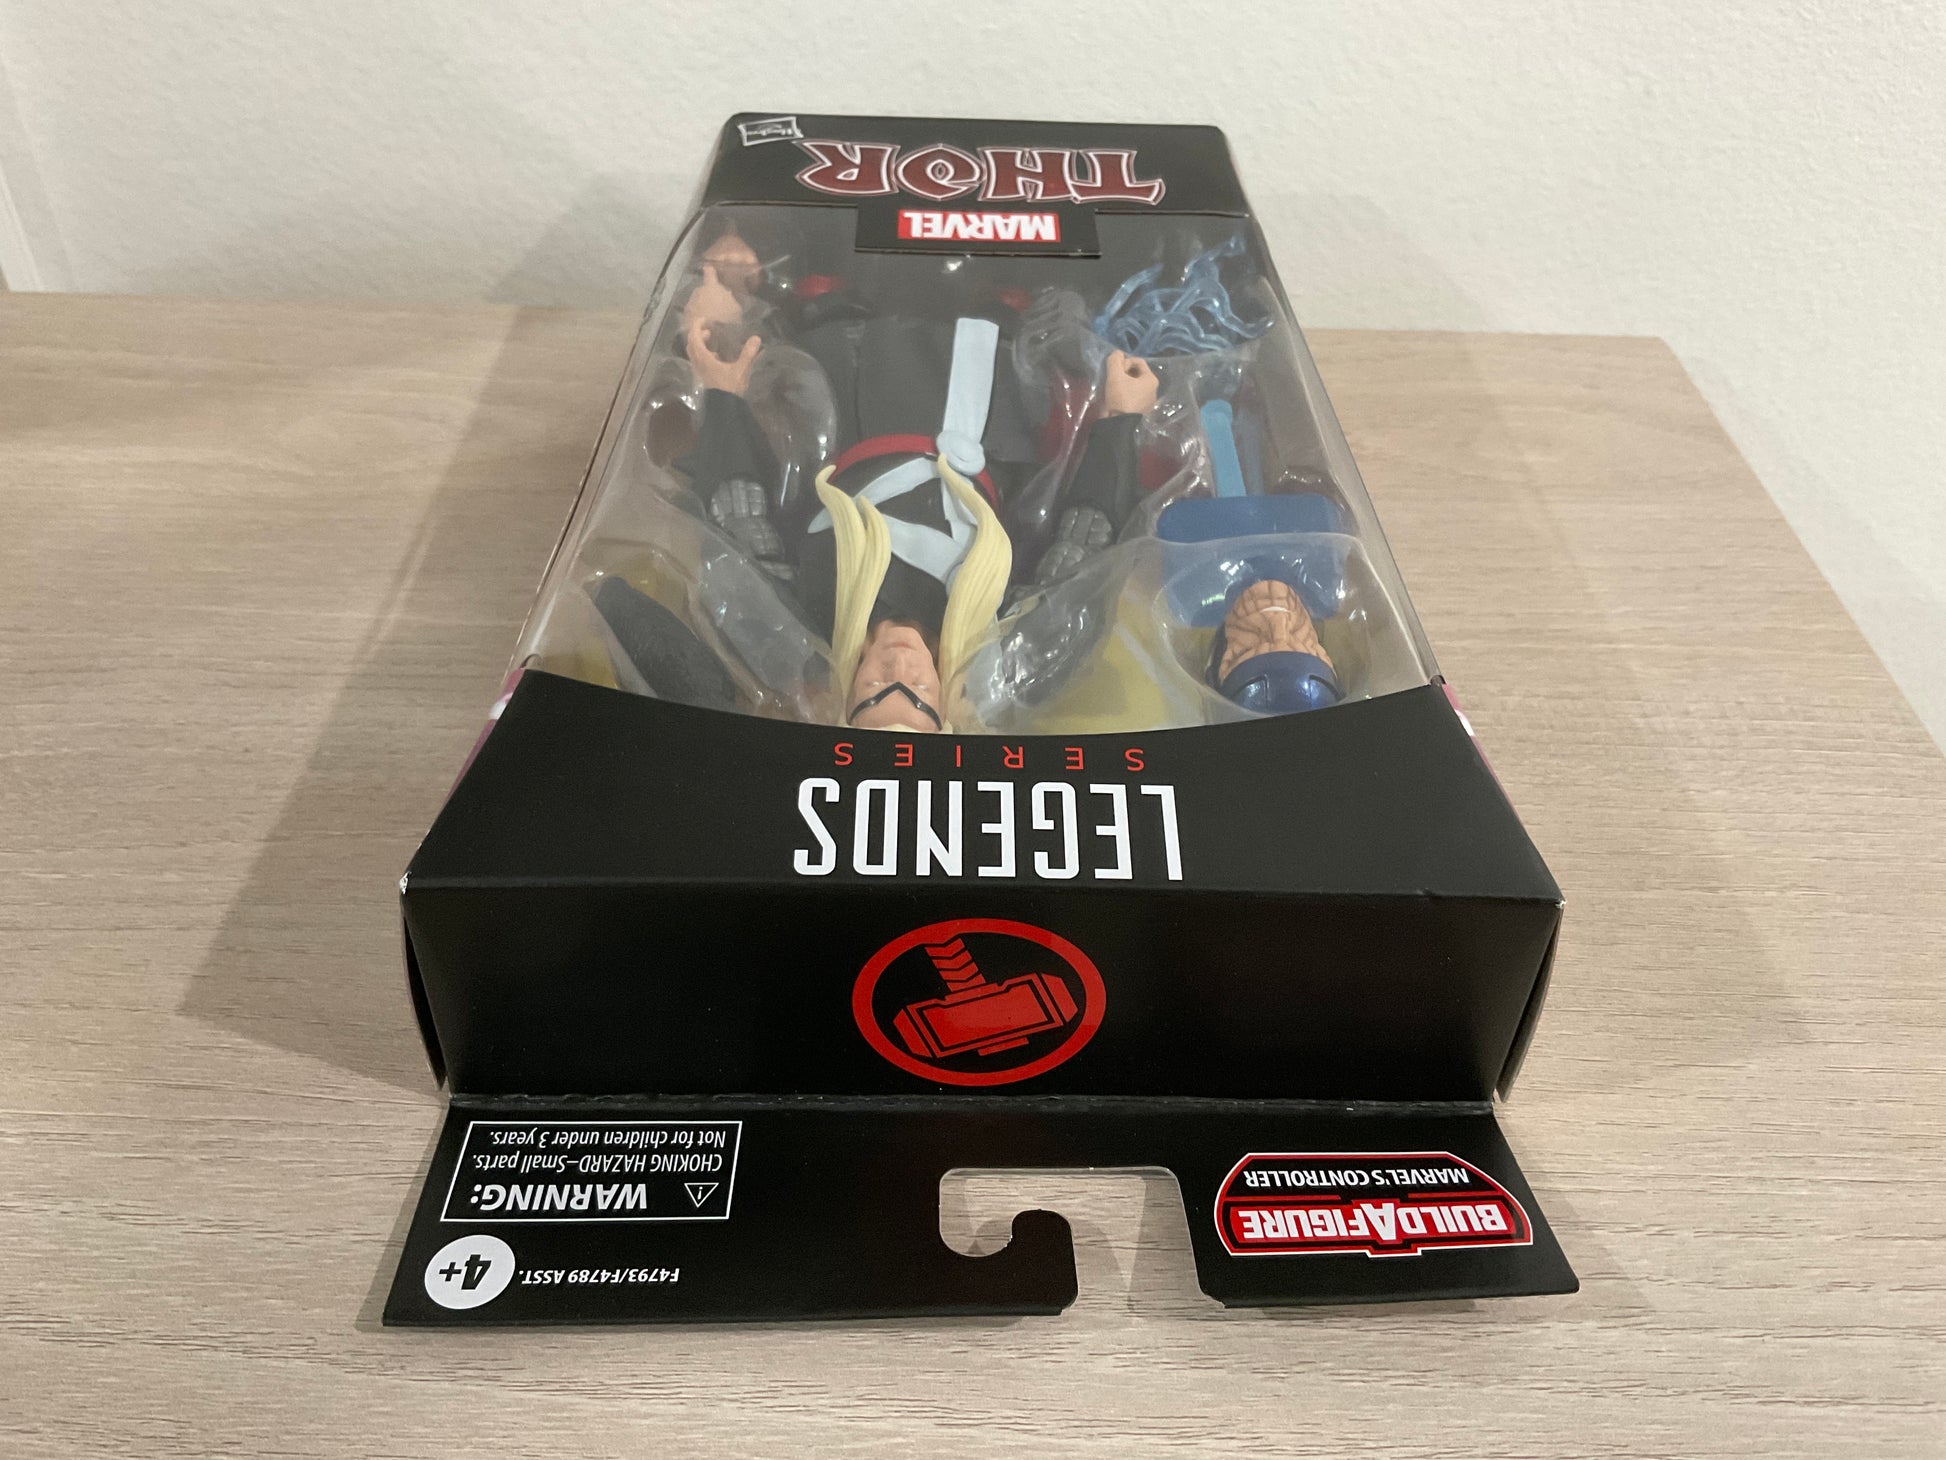 Hasbro
THOR
MARVEL
LEGENDS
SERIES
WARNING:
CHOKING HAZARD–Small parts.
Not for children under 3 years.
4+
F4793/F4789 ASST.
BUILDAFIGURE
MARVEL'S CONTROLLER